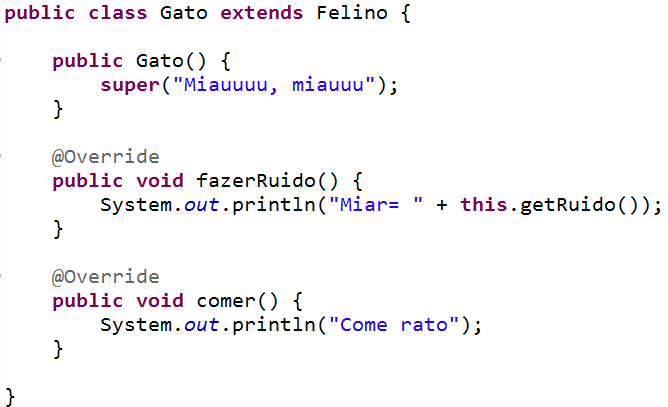 public class Gato extends Felino {
public Gato() {
super("Miauuuu, miauuu");
}
@Override
public void fazerRuido() {
System.out.println("Miar= " + this.getRuido());
}
@Override
public void comer() {
System.out.println("Come rato");
}
}